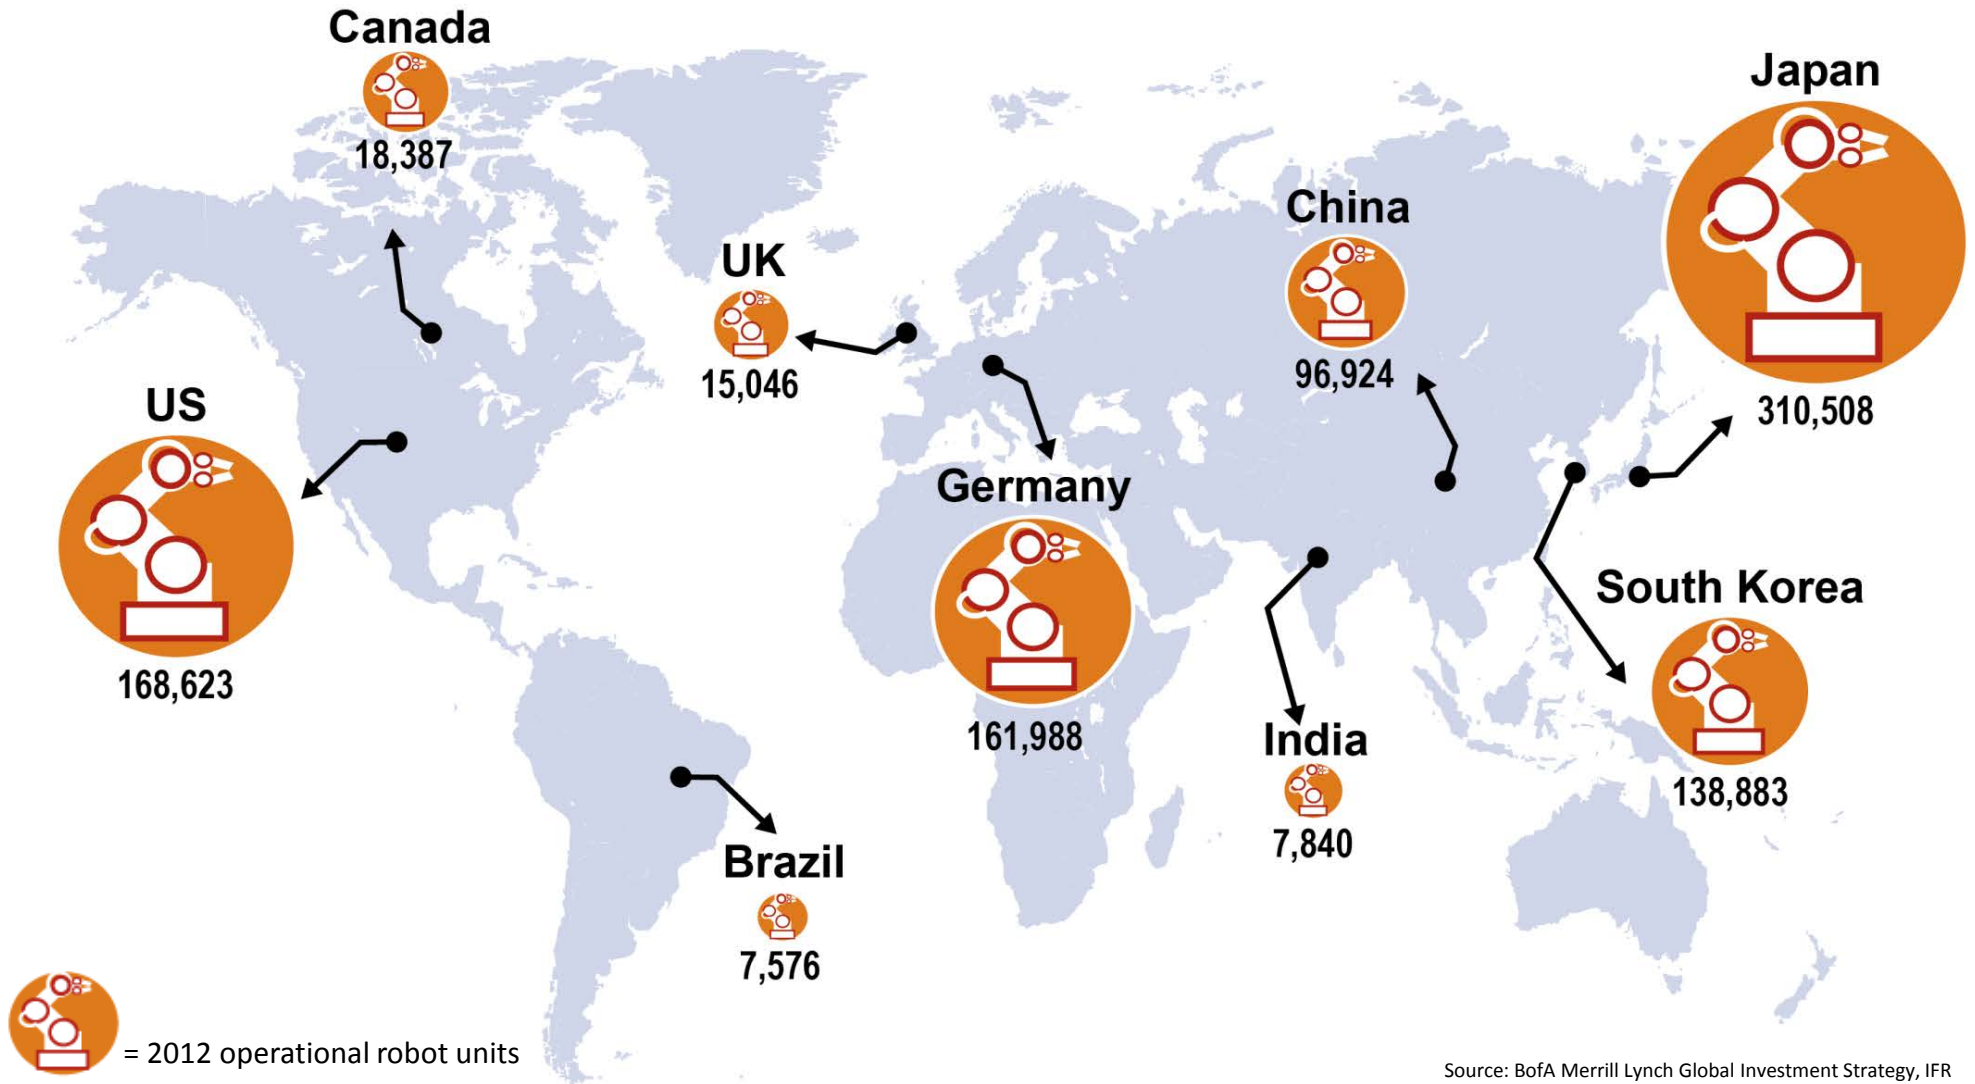 Canada
18,387
Japan
310,508
China
96,924
UK
15,046
US
168,623
Germany
161,988
South Korea
138,883
India
7,840
Brazil
7,576
= 2012 operational robot units
Source: BofA Merrill Lynch Global Investment Strategy, IFR